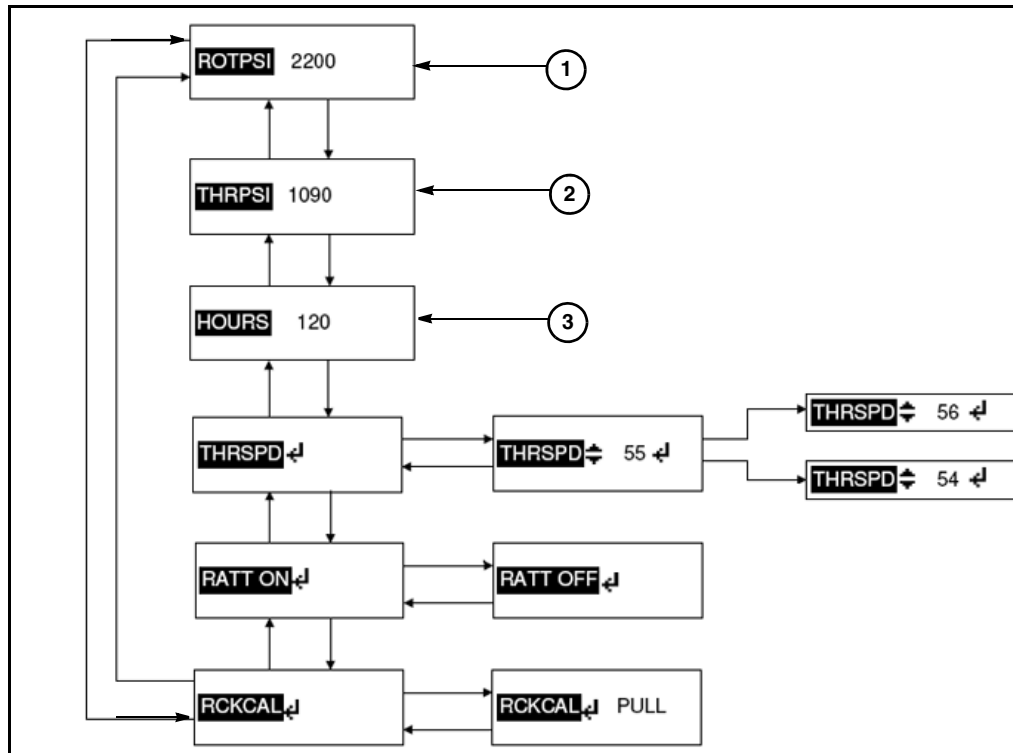 ROTPSI 2200
1
THRPSI 1090
2
HOURS 120
3
THRSPD
THRSPD 55
THRSPD 56
THRSPD 54
RATT ON
RATT OFF
RCKCAL
RCKCAL PULL